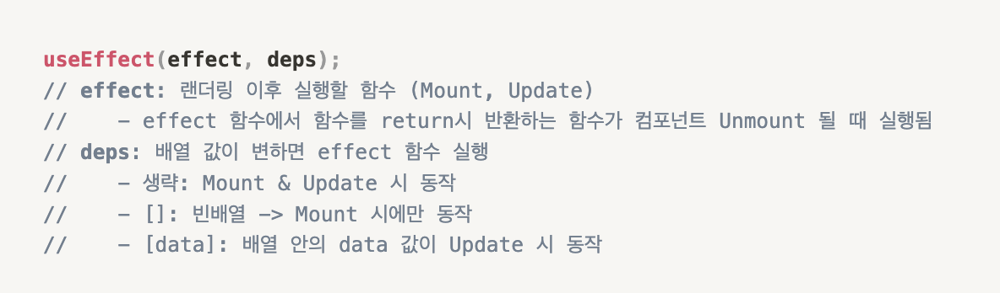 useEffect(effect, deps);
// effect: 랜더링 이후 실행할 함수 (Mount, Update)
//    - effect 함수에서 함수를 return시 반환하는 함수가 컴포넌트 Unmount 될 때 실행됨
// deps: 배열 값이 변하면 effect 함수 실행
//    - 생략: Mount & Update 시 동작
//    - []: 빈배열 -> Mount 시에만 동작
//    - [data]: 배열 안의 data 값이 Update 시 동작